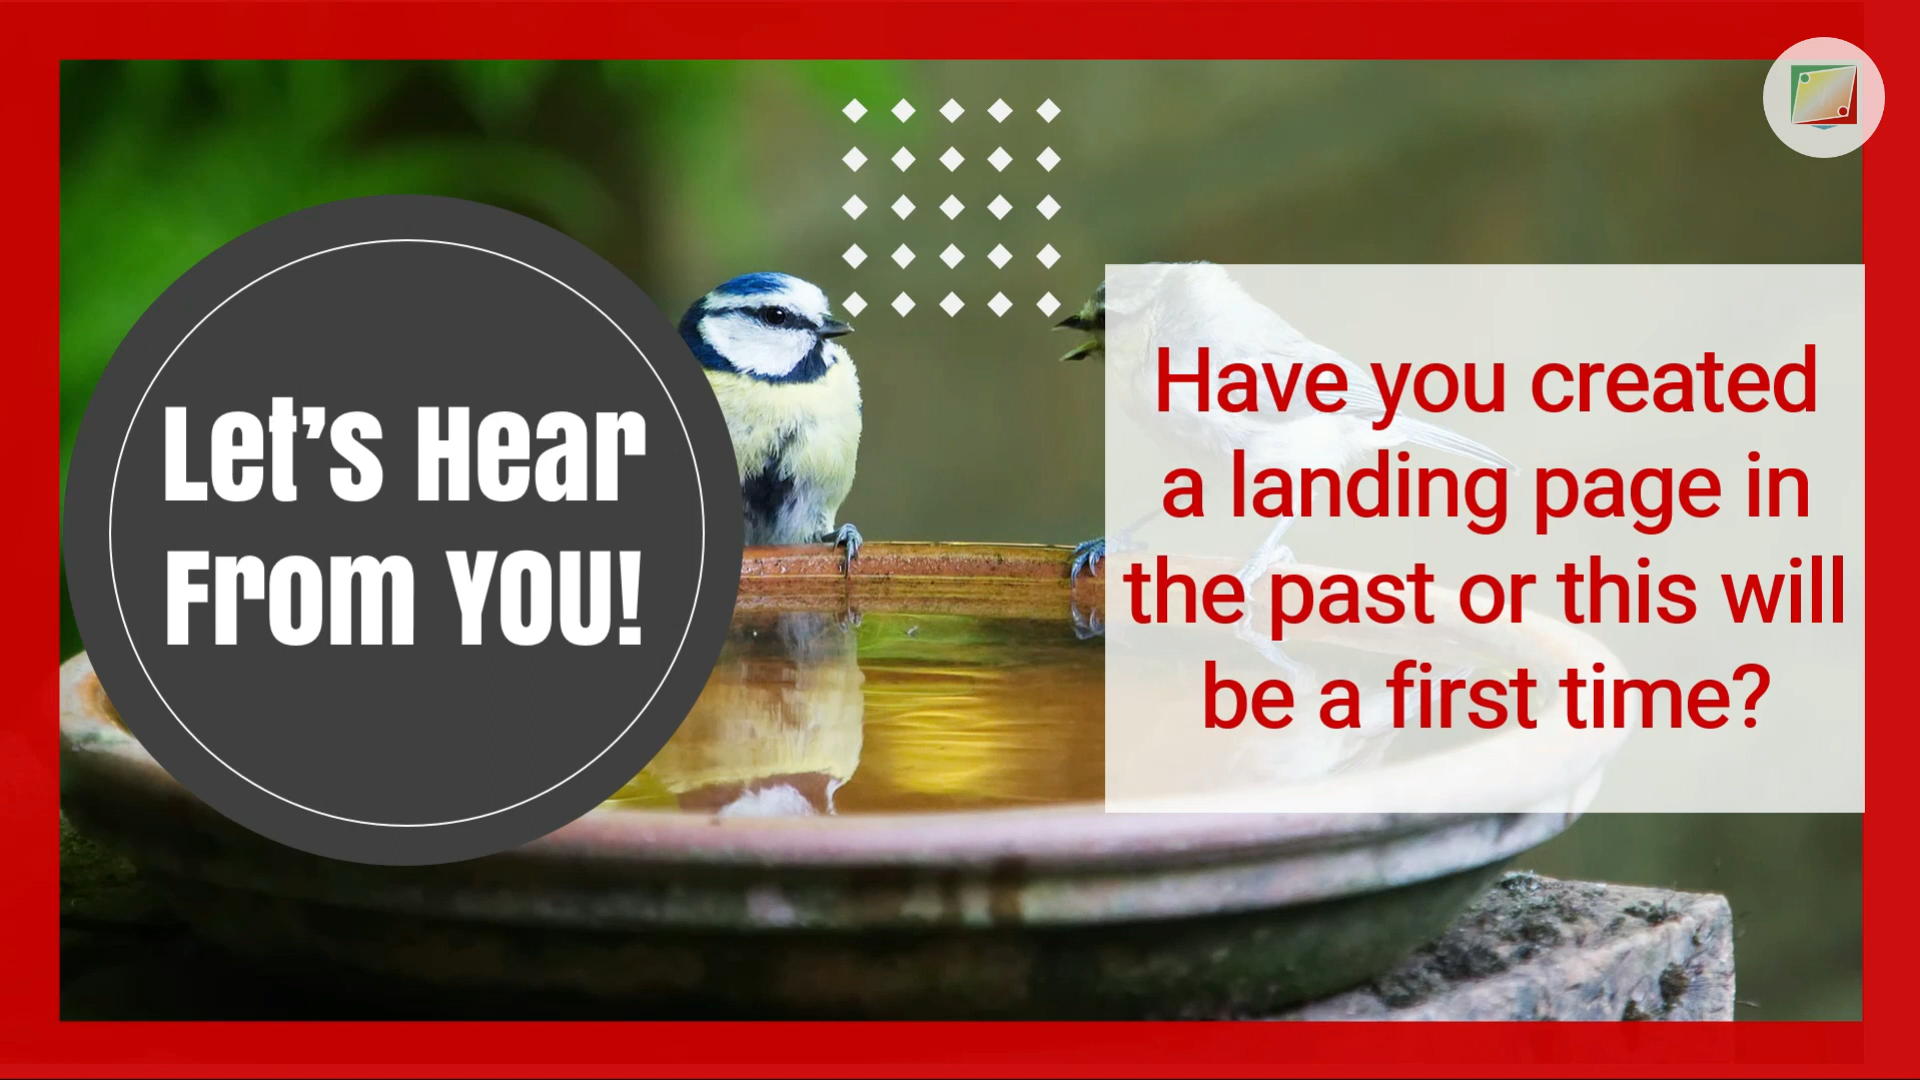 Let’s Hear
From YOU!
Have you created
a landing page in
the past or this will
be a first time?